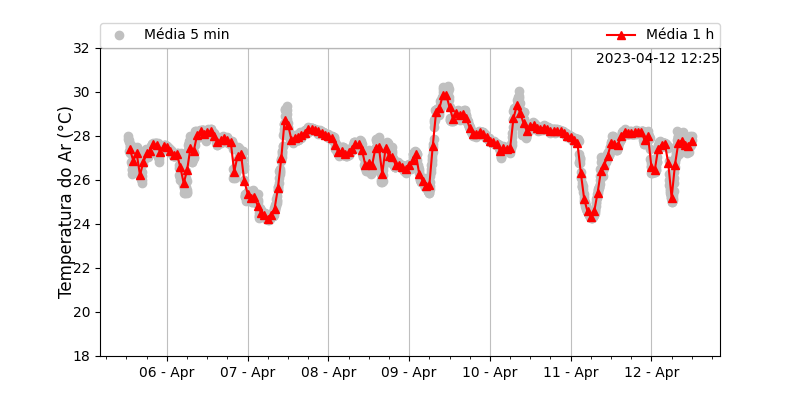 Média 5 min
Média 1 h
2023-04-12 12:25
Temperatura do Ar (°C)
32
30
28
26
24
22
20
18
06 - Apr
07 - Apr
08 - Apr
09 - Apr
10 - Apr
11 - Apr
12 - Apr